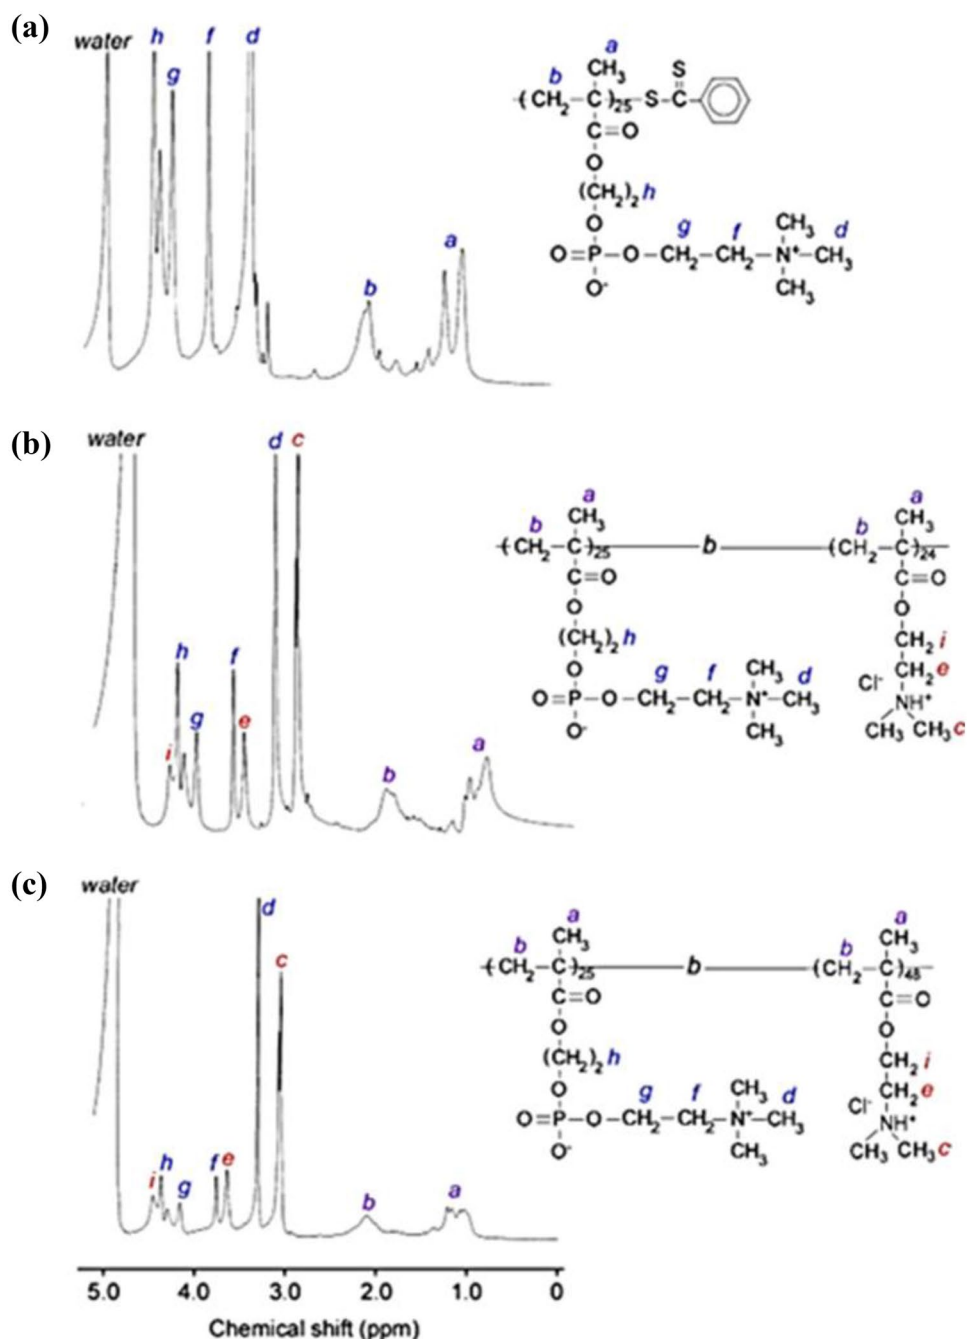 (a)
water h g f d b a
a
CH₃
b
S
-(CH₂-C-)₂₅-S-C
C=O
O
(CH₂)₂ h
O
g f CH₃ d
O=P-O-CH₂-CH₂-N⁺-CH₃
O⁻ CH₃
(b)
water i h g f e d c b a
a a
b CH₃ b CH₃
-(CH₂-C-)₂₅ b (CH₂-C-)₂₄
C=O C=O
O O
(CH₂)₂ h CH₂ i
O CH₂ e
g f CH₃ d Cl⁻
O=P-O-CH₂-CH₂-N⁺-CH₃ NH⁺
O⁻ CH₃ CH₃ CH₃ c
(c)
water i h g f e d c b a
a a
b CH₃ b CH₃
-(CH₂-C-)₂₅ b (CH₂-C-)₄₈
C=O C=O
O O
(CH₂)₂ h CH₂ i
O CH₂ e
g f CH₃ d Cl⁻
O=P-O-CH₂-CH₂-N⁺-CH₃ NH⁺
O⁻ CH₃ CH₃ CH₃ c
5.0 4.0 3.0 2.0 1.0 0
Chemical shift (ppm)